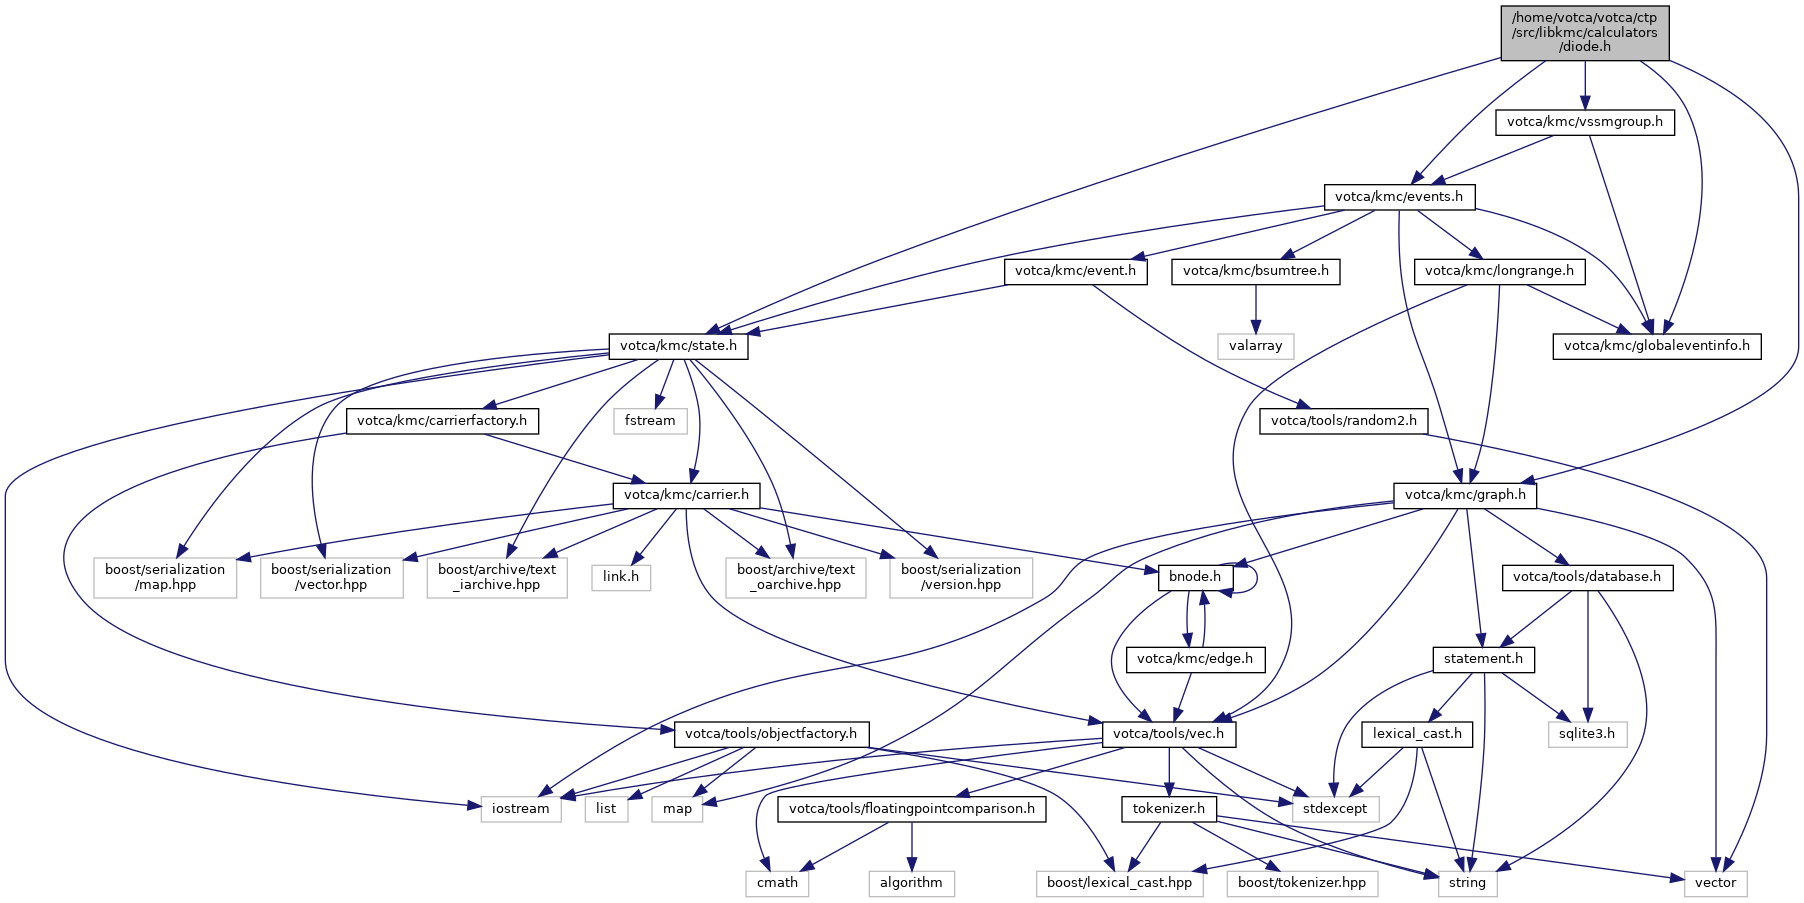 /home/votca/votca/ctp
/src/libkmc/calculators
/diode.h
votca/kmc/vssmgroup.h
votca/kmc/events.h
votca/kmc/event.h
votca/kmc/bsumtree.h
votca/kmc/longrange.h
votca/kmc/state.h
valarray
votca/kmc/globaleventinfo.h
votca/kmc/carrierfactory.h
fstream
votca/tools/random2.h
votca/kmc/carrier.h
votca/kmc/graph.h
boost/serialization
/map.hpp
boost/serialization
/vector.hpp
boost/archive/text
_iarchive.hpp
link.h
boost/archive/text
_oarchive.hpp
boost/serialization
/version.hpp
bnode.h
votca/tools/database.h
votca/kmc/edge.h
statement.h
votca/tools/objectfactory.h
votca/tools/vec.h
lexical_cast.h
sqlite3.h
iostream
list
map
votca/tools/floatingpointcomparison.h
tokenizer.h
stdexcept
cmath
algorithm
boost/lexical_cast.hpp
boost/tokenizer.hpp
string
vector